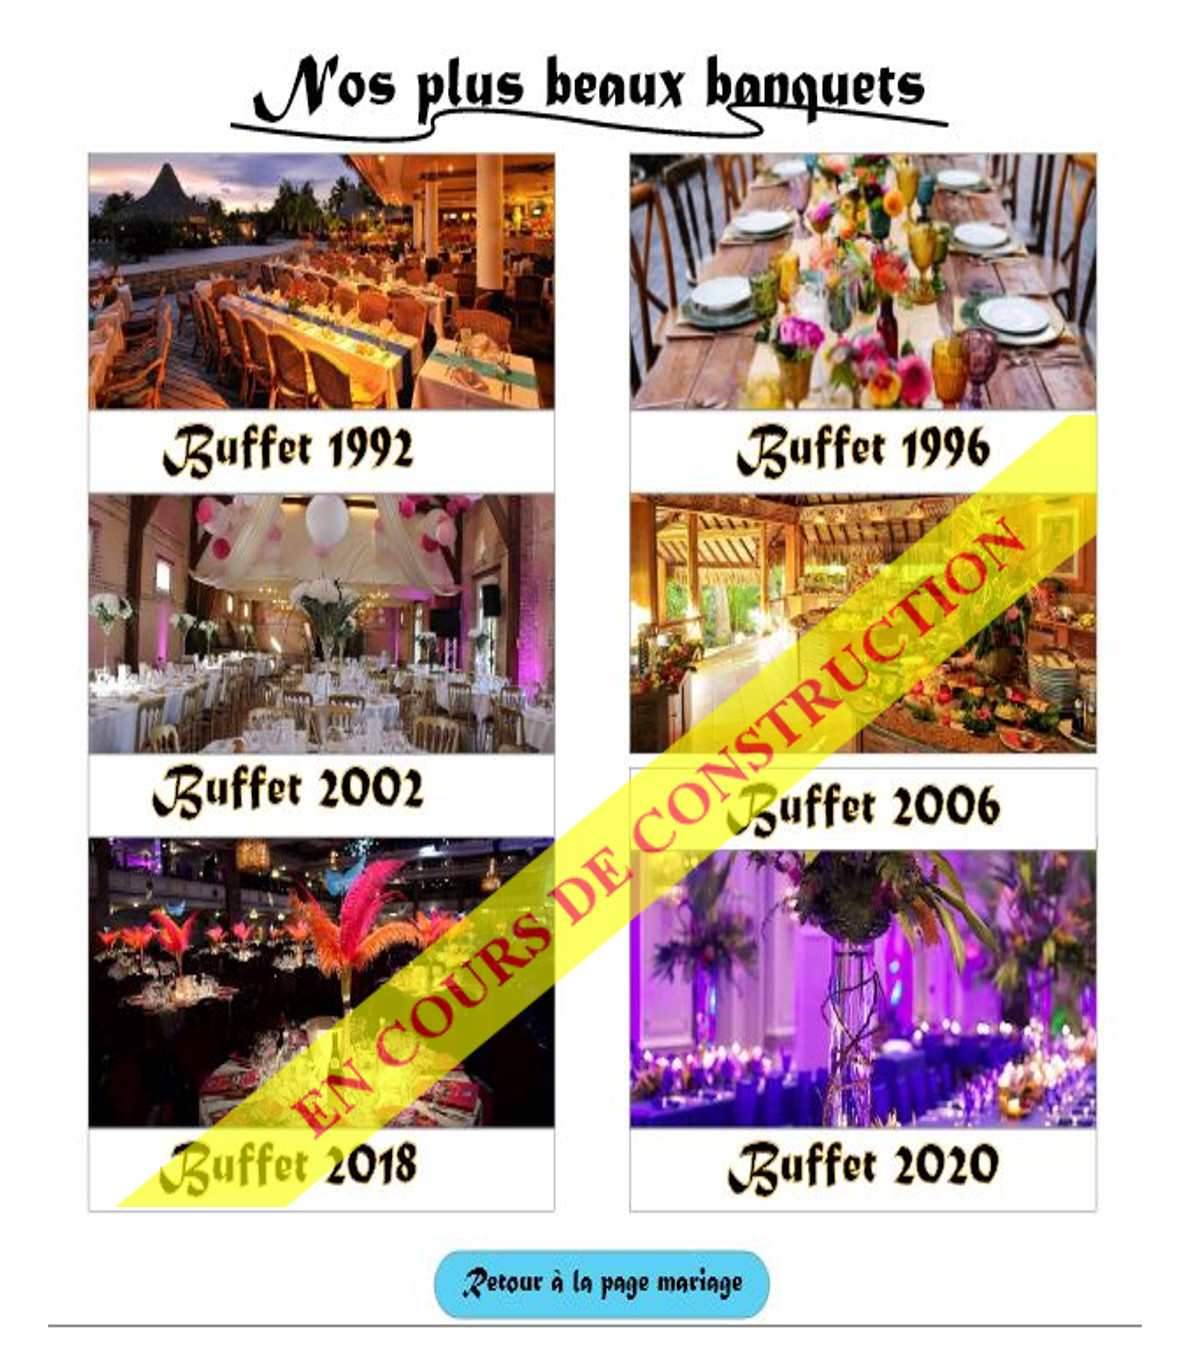 Nos plus beaux banquets
Buffet 1992
Buffet 1996
Buffet 2002
Buffet 2006
EN COURS DE CONSTRUCTION
Buffet 2018
Buffet 2020
Retour à la page mariage